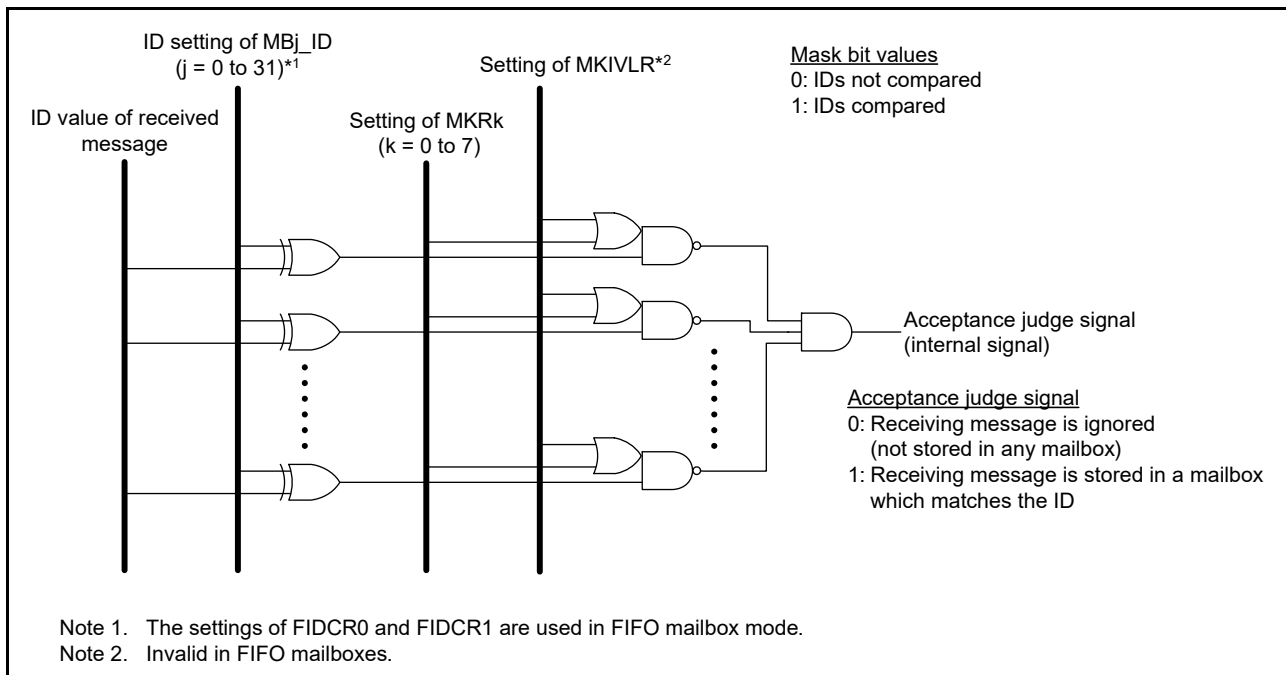 ID setting of MBj_ID
(j = 0 to 31)*1
Setting of MKIVLR*2
Mask bit values
0: IDs not compared
1: IDs compared
ID value of received
message
Setting of MKRk
(k = 0 to 7)
Acceptance judge signal
(internal signal)
Acceptance judge signal
0: Receiving message is ignored
(not stored in any mailbox)
1: Receiving message is stored in a mailbox
which matches the ID
Note 1. The settings of FIDCR0 and FIDCR1 are used in FIFO mailbox mode.
Note 2. Invalid in FIFO mailboxes.